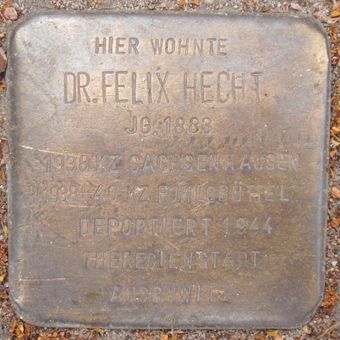 HIER WOHNTE
DR. FELIX HECHT
JG. 1883
1938 KZ SACHSENHAUSEN
KZ FUHLSBÜTTEL
DEPORTIERT 1944
THERESIENSTADT
AUSCHWITZ